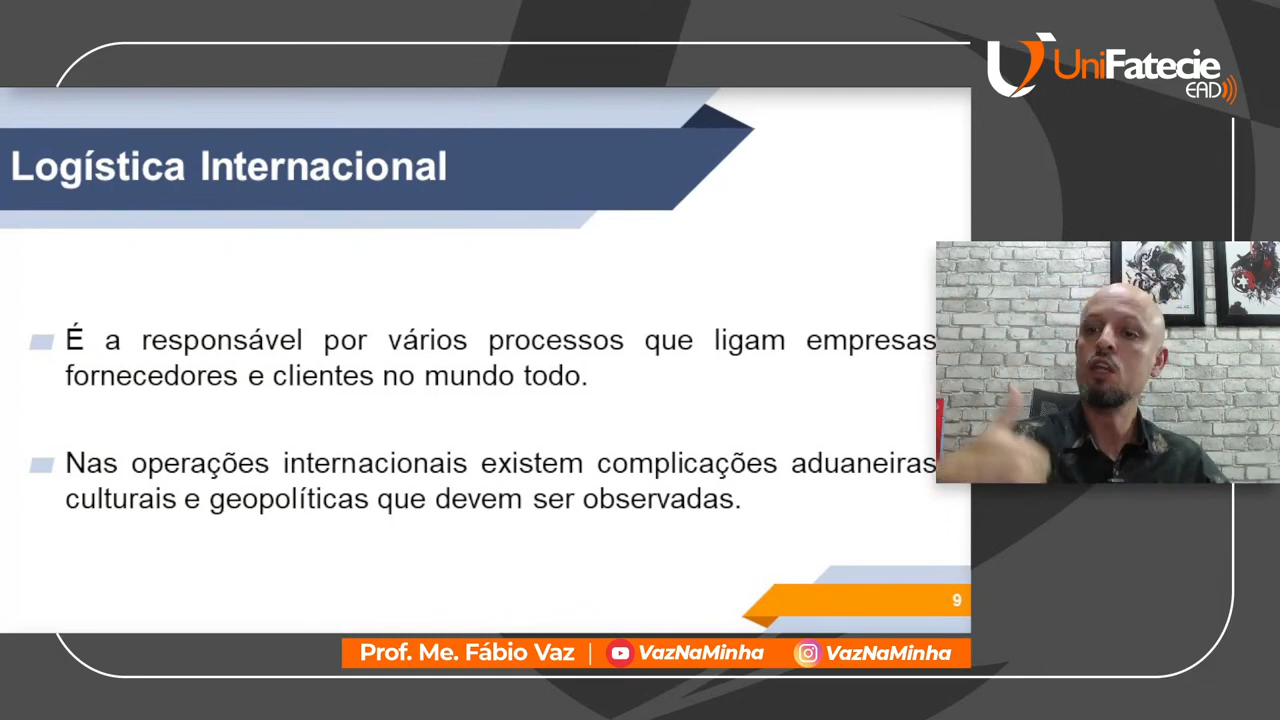 UniFatecie
EAD
Logística Internacional
É a responsável por vários processos que ligam empresas
fornecedores e clientes no mundo todo.
Nas operações internacionais existem complicações aduaneiras
culturais e geopolíticas que devem ser observadas.
9
Prof. Me. Fábio Vaz | VazNaMinha VazNaMinha